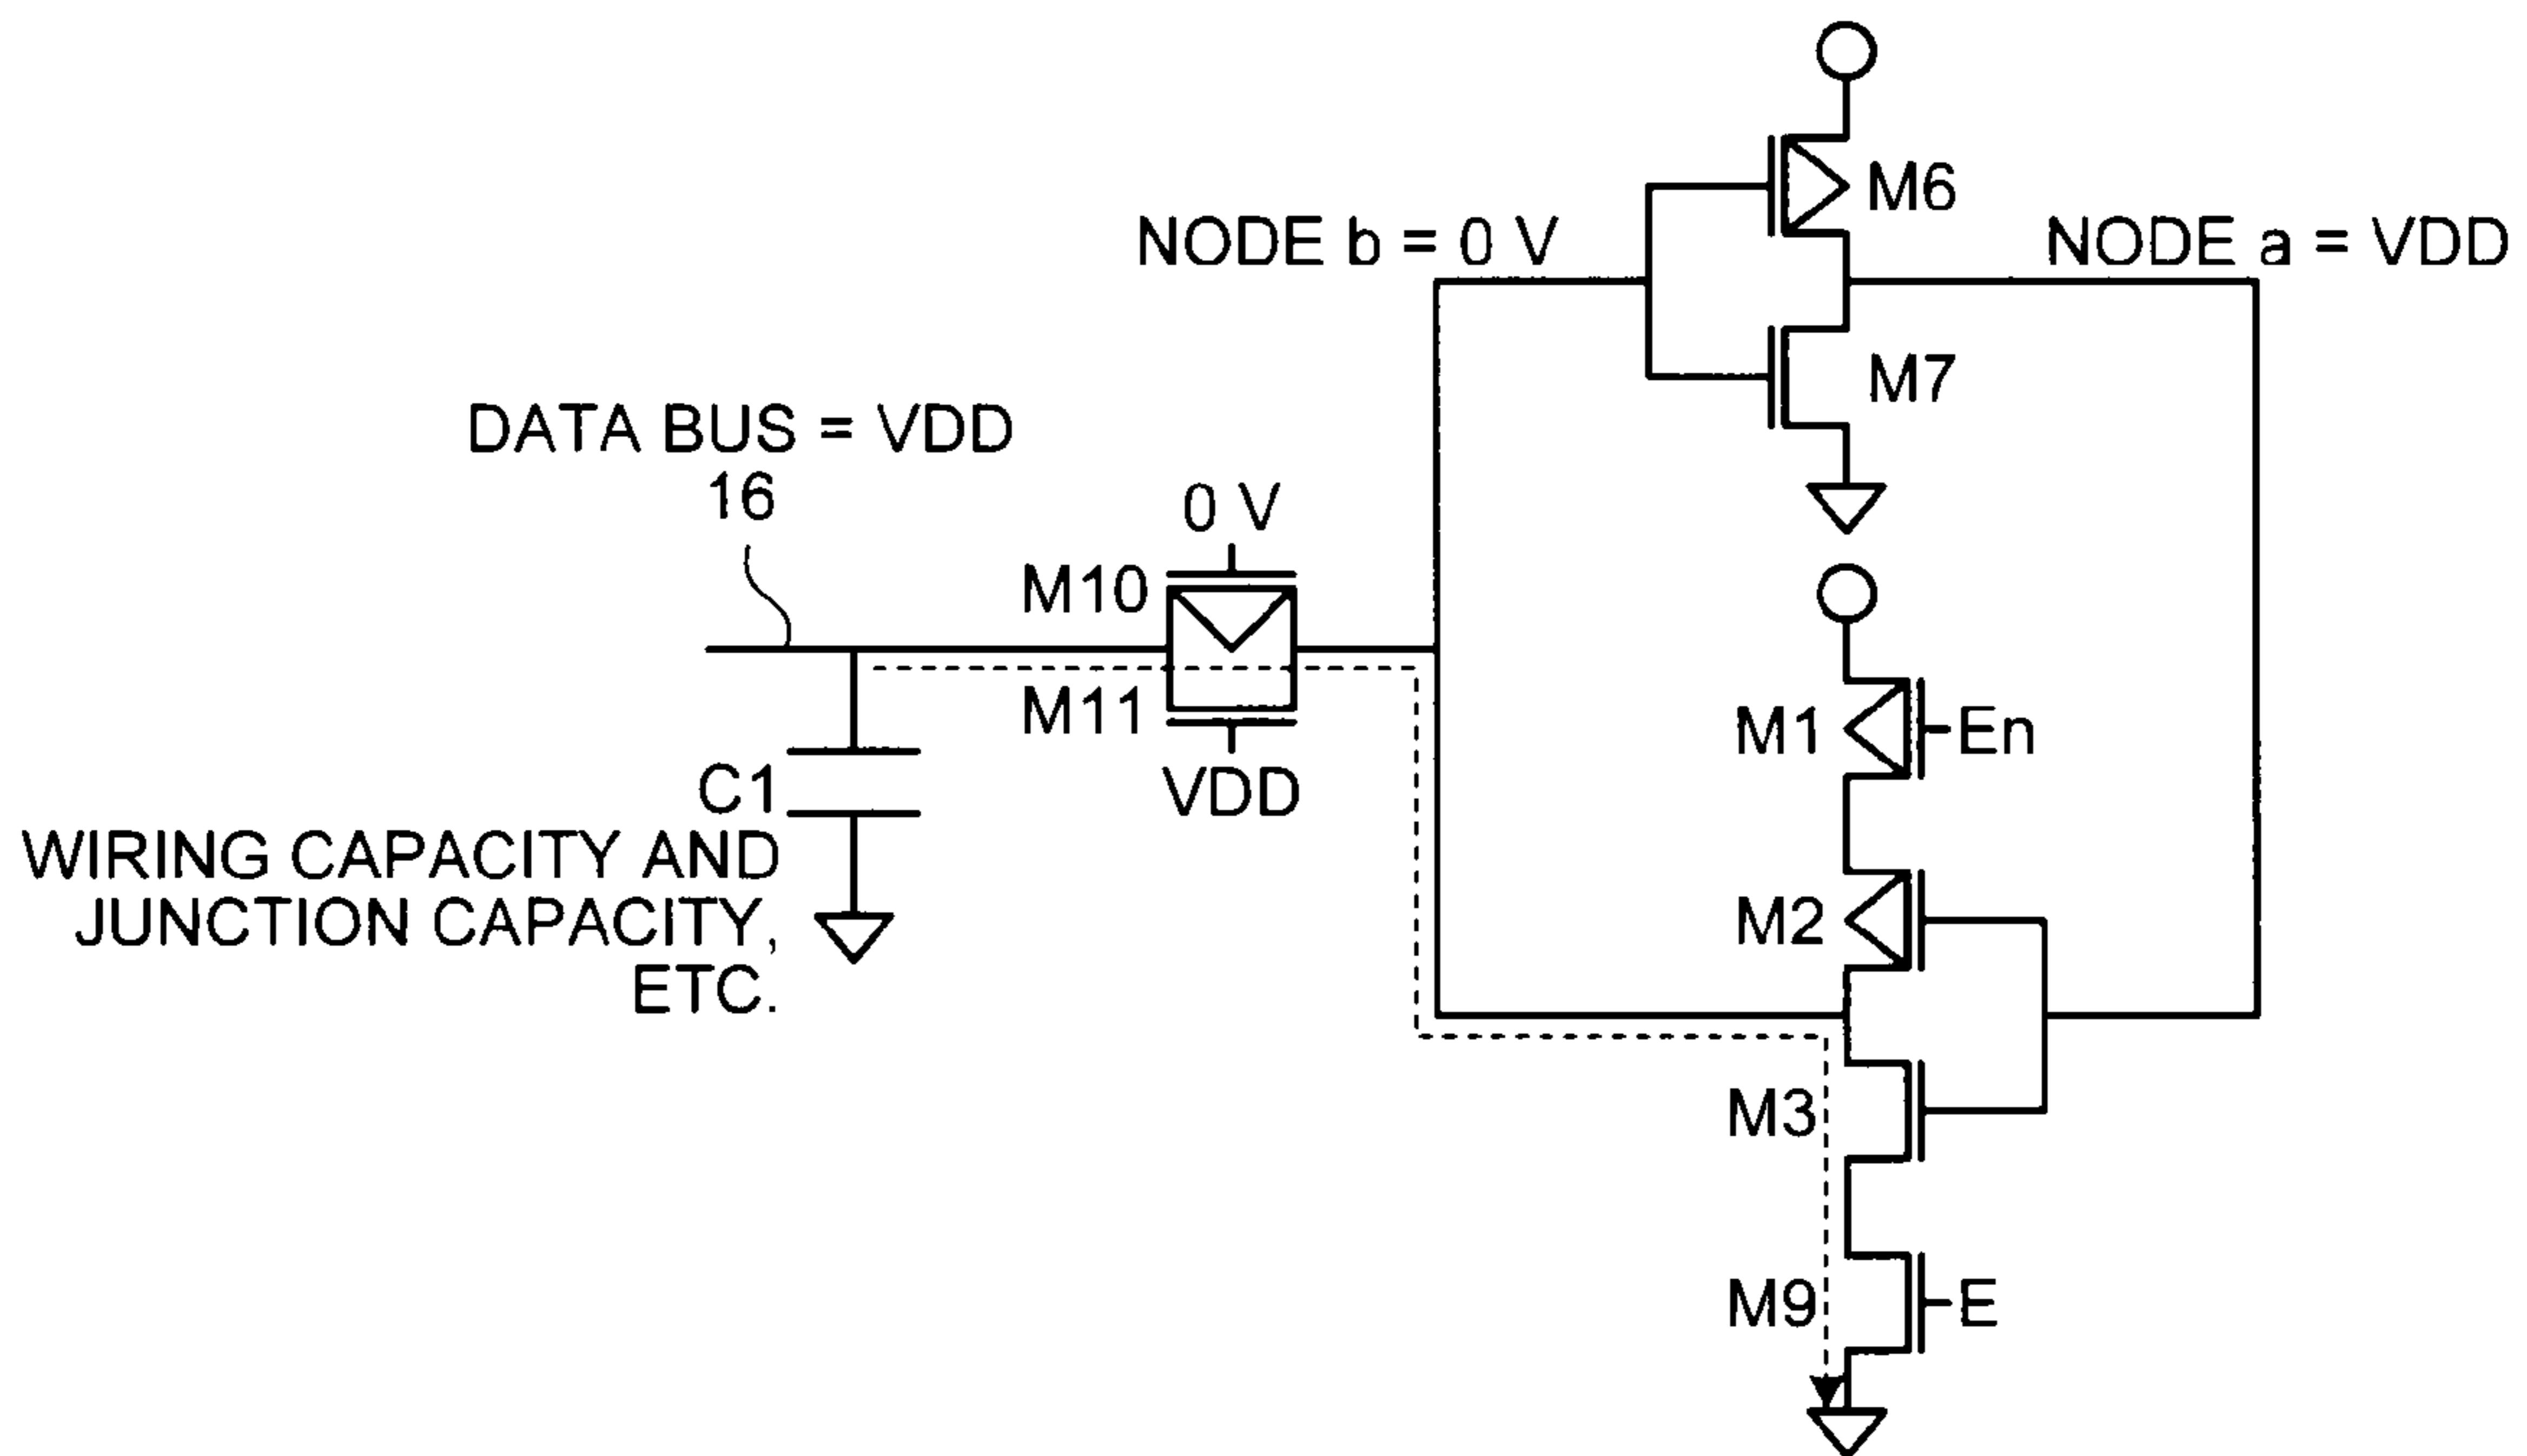 M6
NODE b = 0 V
NODE a = VDD
M7
DATA BUS = VDD
16
0 V
M10
M11
VDD
M1
En
C1
WIRING CAPACITY AND
JUNCTION CAPACITY,
ETC.
M2
M3
M9
E